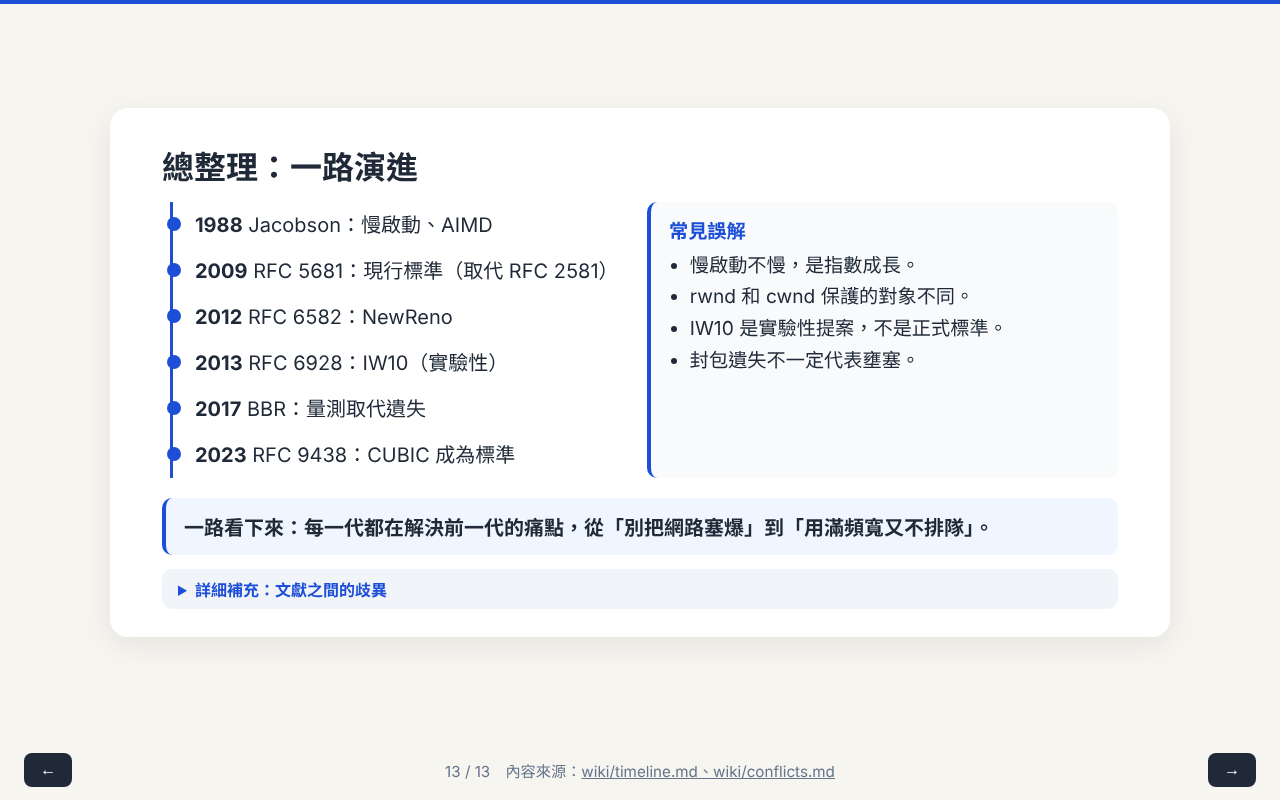 總整理：一路演進
1988 Jacobson：慢啟動、AIMD
2009 RFC 5681：現行標準（取代 RFC 2581）
2012 RFC 6582：NewReno
2013 RFC 6928：IW10（實驗性）
2017 BBR：量測取代遺失
2023 RFC 9438：CUBIC 成為標準
常見誤解
• 慢啟動不慢，是指數成長。
• rwnd 和 cwnd 保護的對象不同。
• IW10 是實驗性提案，不是正式標準。
• 封包遺失不一定代表壅塞。
一路看下來：每一代都在解決前一代的痛點，從「別把網路塞爆」到「用滿頻寬又不排隊」。
▶ 詳細補充：文獻之間的歧異
←
13 / 13 內容來源：wiki/timeline.md、wiki/conflicts.md
→